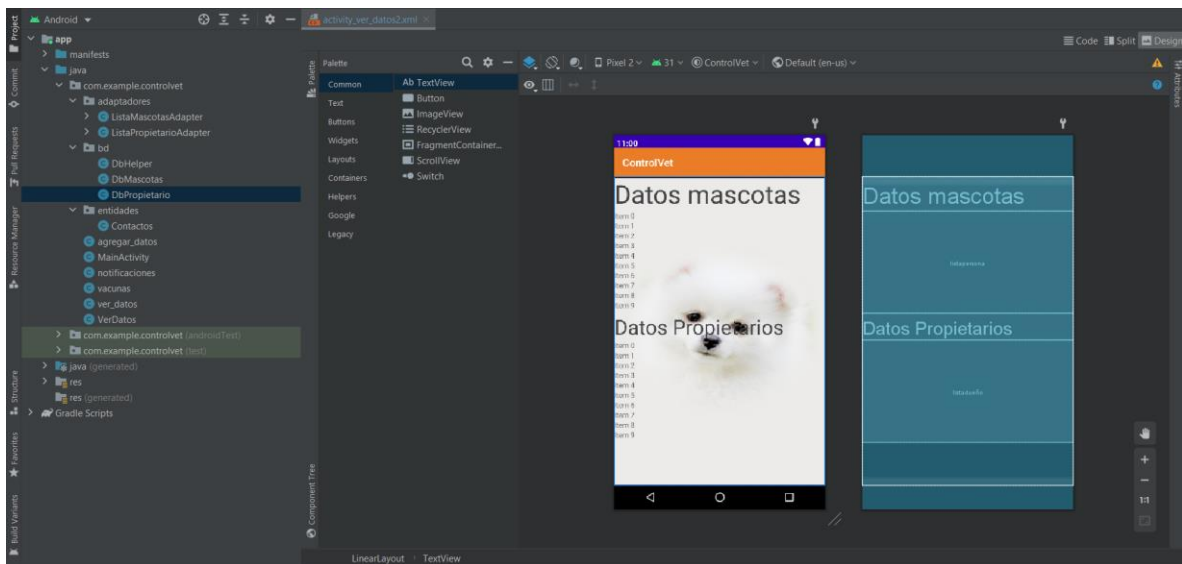 Android
activity_ver_datos2.xml
Code
Split
Design
Project
Commit
Pull Requests
Resource Manager
Structure
Favorites
Build Variants
app
manifests
java
com.example.controlvet
adaptadores
ListaMascotasAdapter
ListaPropietarioAdapter
bd
DbHelper
DbMascotas
DbPropietario
entidades
Contactos
agregar_datos
MainActivity
notificaciones
vacunas
ver_datos
VerDatos
com.example.controlvet (androidTest)
com.example.controlvet (test)
java (generated)
res
res (generated)
Gradle Scripts
Palette
Palette
Common
Text
Buttons
Widgets
Layouts
Containers
Helpers
Google
Legacy
Ab TextView
Button
ImageView
RecyclerView
FragmentContainer...
ScrollView
Switch
Component Tree
Pixel 2
31
ControlVet
Default (en-us)
Attributes
11:00
ControlVet
Datos mascotas
Item 0
Item 1
Item 2
Item 3
Item 4
Item 5
Item 6
Item 7
Item 8
Item 9
Datos Propietarios
Item 0
Item 1
Item 2
Item 3
Item 4
Item 5
Item 6
Item 7
Item 8
Item 9
Datos mascotas
Datos Propietarios
1:1
LinearLayout
TextView